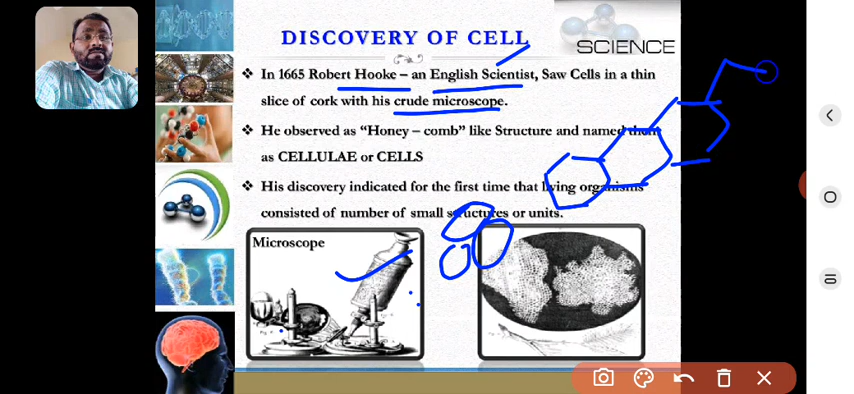 DISCOVERY OF CELL
SCIENCE
❖ In 1665 Robert Hooke – an English Scientist, Saw Cells in a thin
slice of cork with his crude microscope.
❖ He observed as “Honey – comb” like Structure and named them
as CELLULAE or CELLS
❖ His discovery indicated for the first time that living organisms
consisted of number of small structures or units.
Microscope